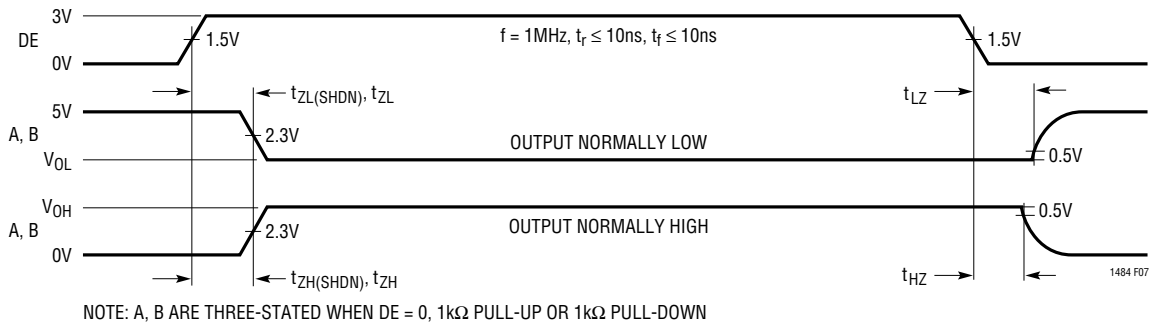 3V
DE
1.5V
f = 1MHz, tr ≤ 10ns, tf ≤ 10ns
1.5V
0V
tZL(SHDN), tZL
tLZ
5V
A, B
2.3V
OUTPUT NORMALLY LOW
VOL
0.5V
VOH
0.5V
A, B
2.3V
OUTPUT NORMALLY HIGH
0V
tZH(SHDN), tZH
tHZ
1484 F07
NOTE: A, B ARE THREE-STATED WHEN DE = 0, 1kΩ PULL-UP OR 1kΩ PULL-DOWN